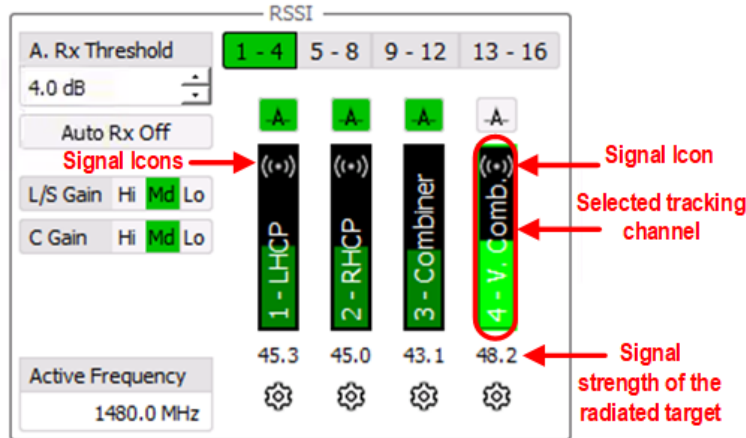 RSSI
A. Rx Threshold
4.0 dB
Auto Rx Off
Signal Icons
L/S Gain Hi Md Lo
C Gain Hi Md Lo
Active Frequency
1480.0 MHz
1 - 4 5 - 8 9 - 12 13 - 16
A A A A
1 - LHCP
2 - RHCP
3 - Combiner
4 - V. Comb.
45.3 45.0 43.1 48.2
Signal Icon
Selected tracking
channel
Signal
strength of the
radiated target